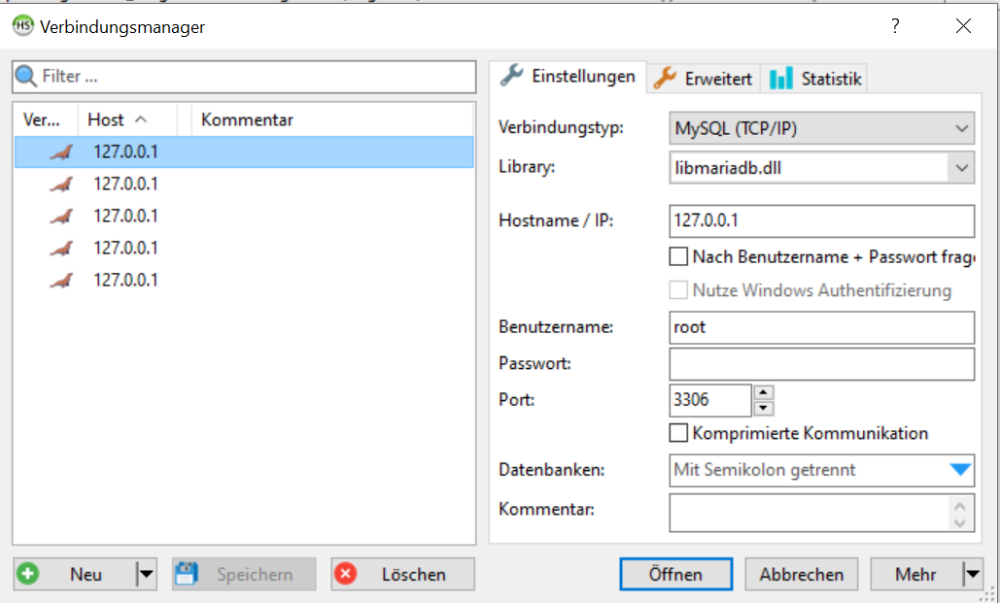 HS Verbindungsmanager ?
Filter ...
Ver... Host Kommentar
127.0.0.1
127.0.0.1
127.0.0.1
127.0.0.1
127.0.0.1
Neu Speichern Löschen
Einstellungen Erweitert Statistik
Verbindungstyp: MySQL (TCP/IP)
Library: libmariadb.dll
Hostname / IP: 127.0.0.1
Nach Benutzername + Passwort frage
Nutze Windows Authentifizierung
Benutzername: root
Passwort:
Port: 3306
Komprimierte Kommunikation
Datenbanken: Mit Semikolon getrennt
Kommentar:
Öffnen Abbrechen Mehr